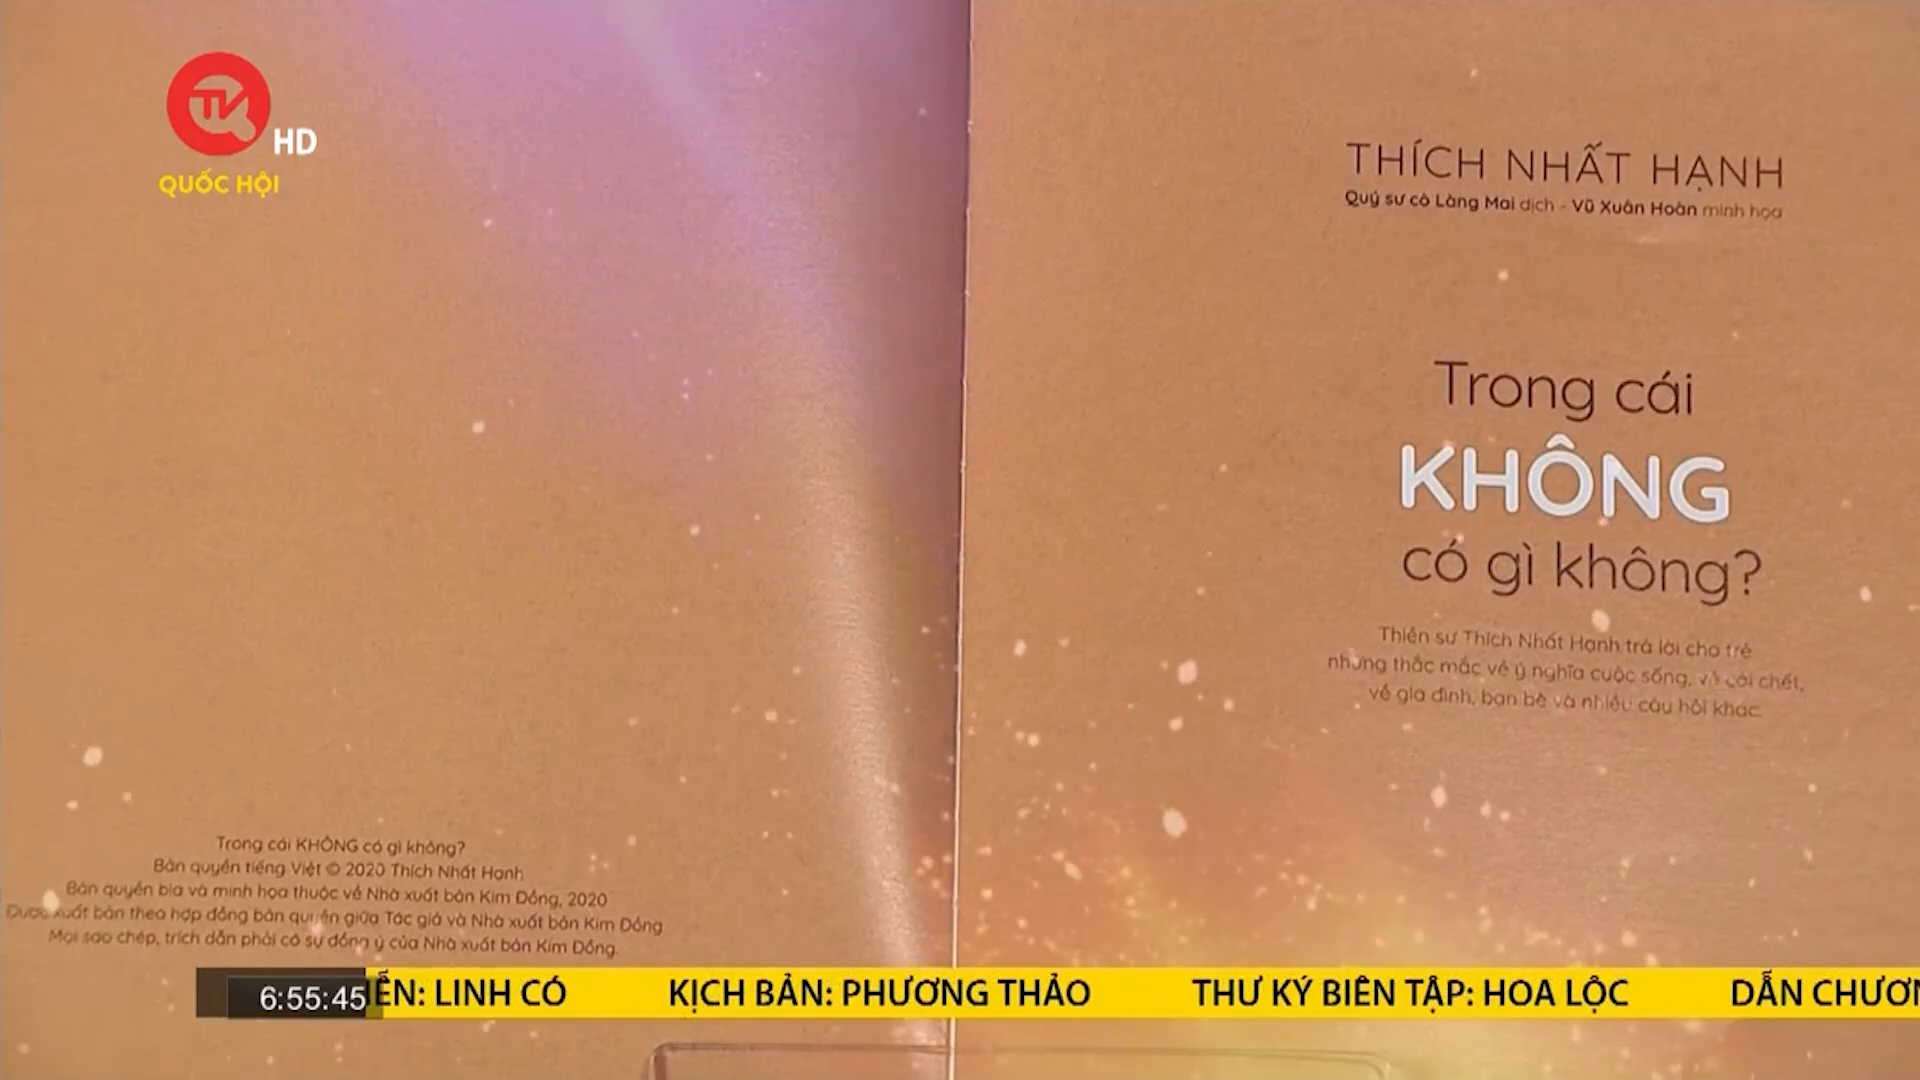 TV
HD
QUỐC HỘI
THÍCH NHẤT HẠNH
Quý sư cô Làng Mai dịch - Vũ Xuân Hoàn minh họa
Trong cái
KHÔNG
có gì không?
Thiền sư Thích Nhất Hạnh trả lời cho trẻ
những thắc mắc về ý nghĩa cuộc sống, về cái chết,
về gia đình, bạn bè và nhiều câu hỏi khác.
Trong cái KHÔNG có gì không?
Bản quyền tiếng Việt © 2020 Thích Nhất Hạnh
Bản quyền bìa và minh họa thuộc về Nhà xuất bản Kim Đồng, 2020
Được xuất bản theo hợp đồng bản quyền giữa Tác giả và Nhà xuất bản Kim Đồng
Mọi sao chép, trích dẫn phải có sự đồng ý của Nhà xuất bản Kim Đồng.
6:55:45 IỄN: LINH CÓ KỊCH BẢN: PHƯƠNG THẢO THƯ KÝ BIÊN TẬP: HOA LỘC DẪN CHƯƠN